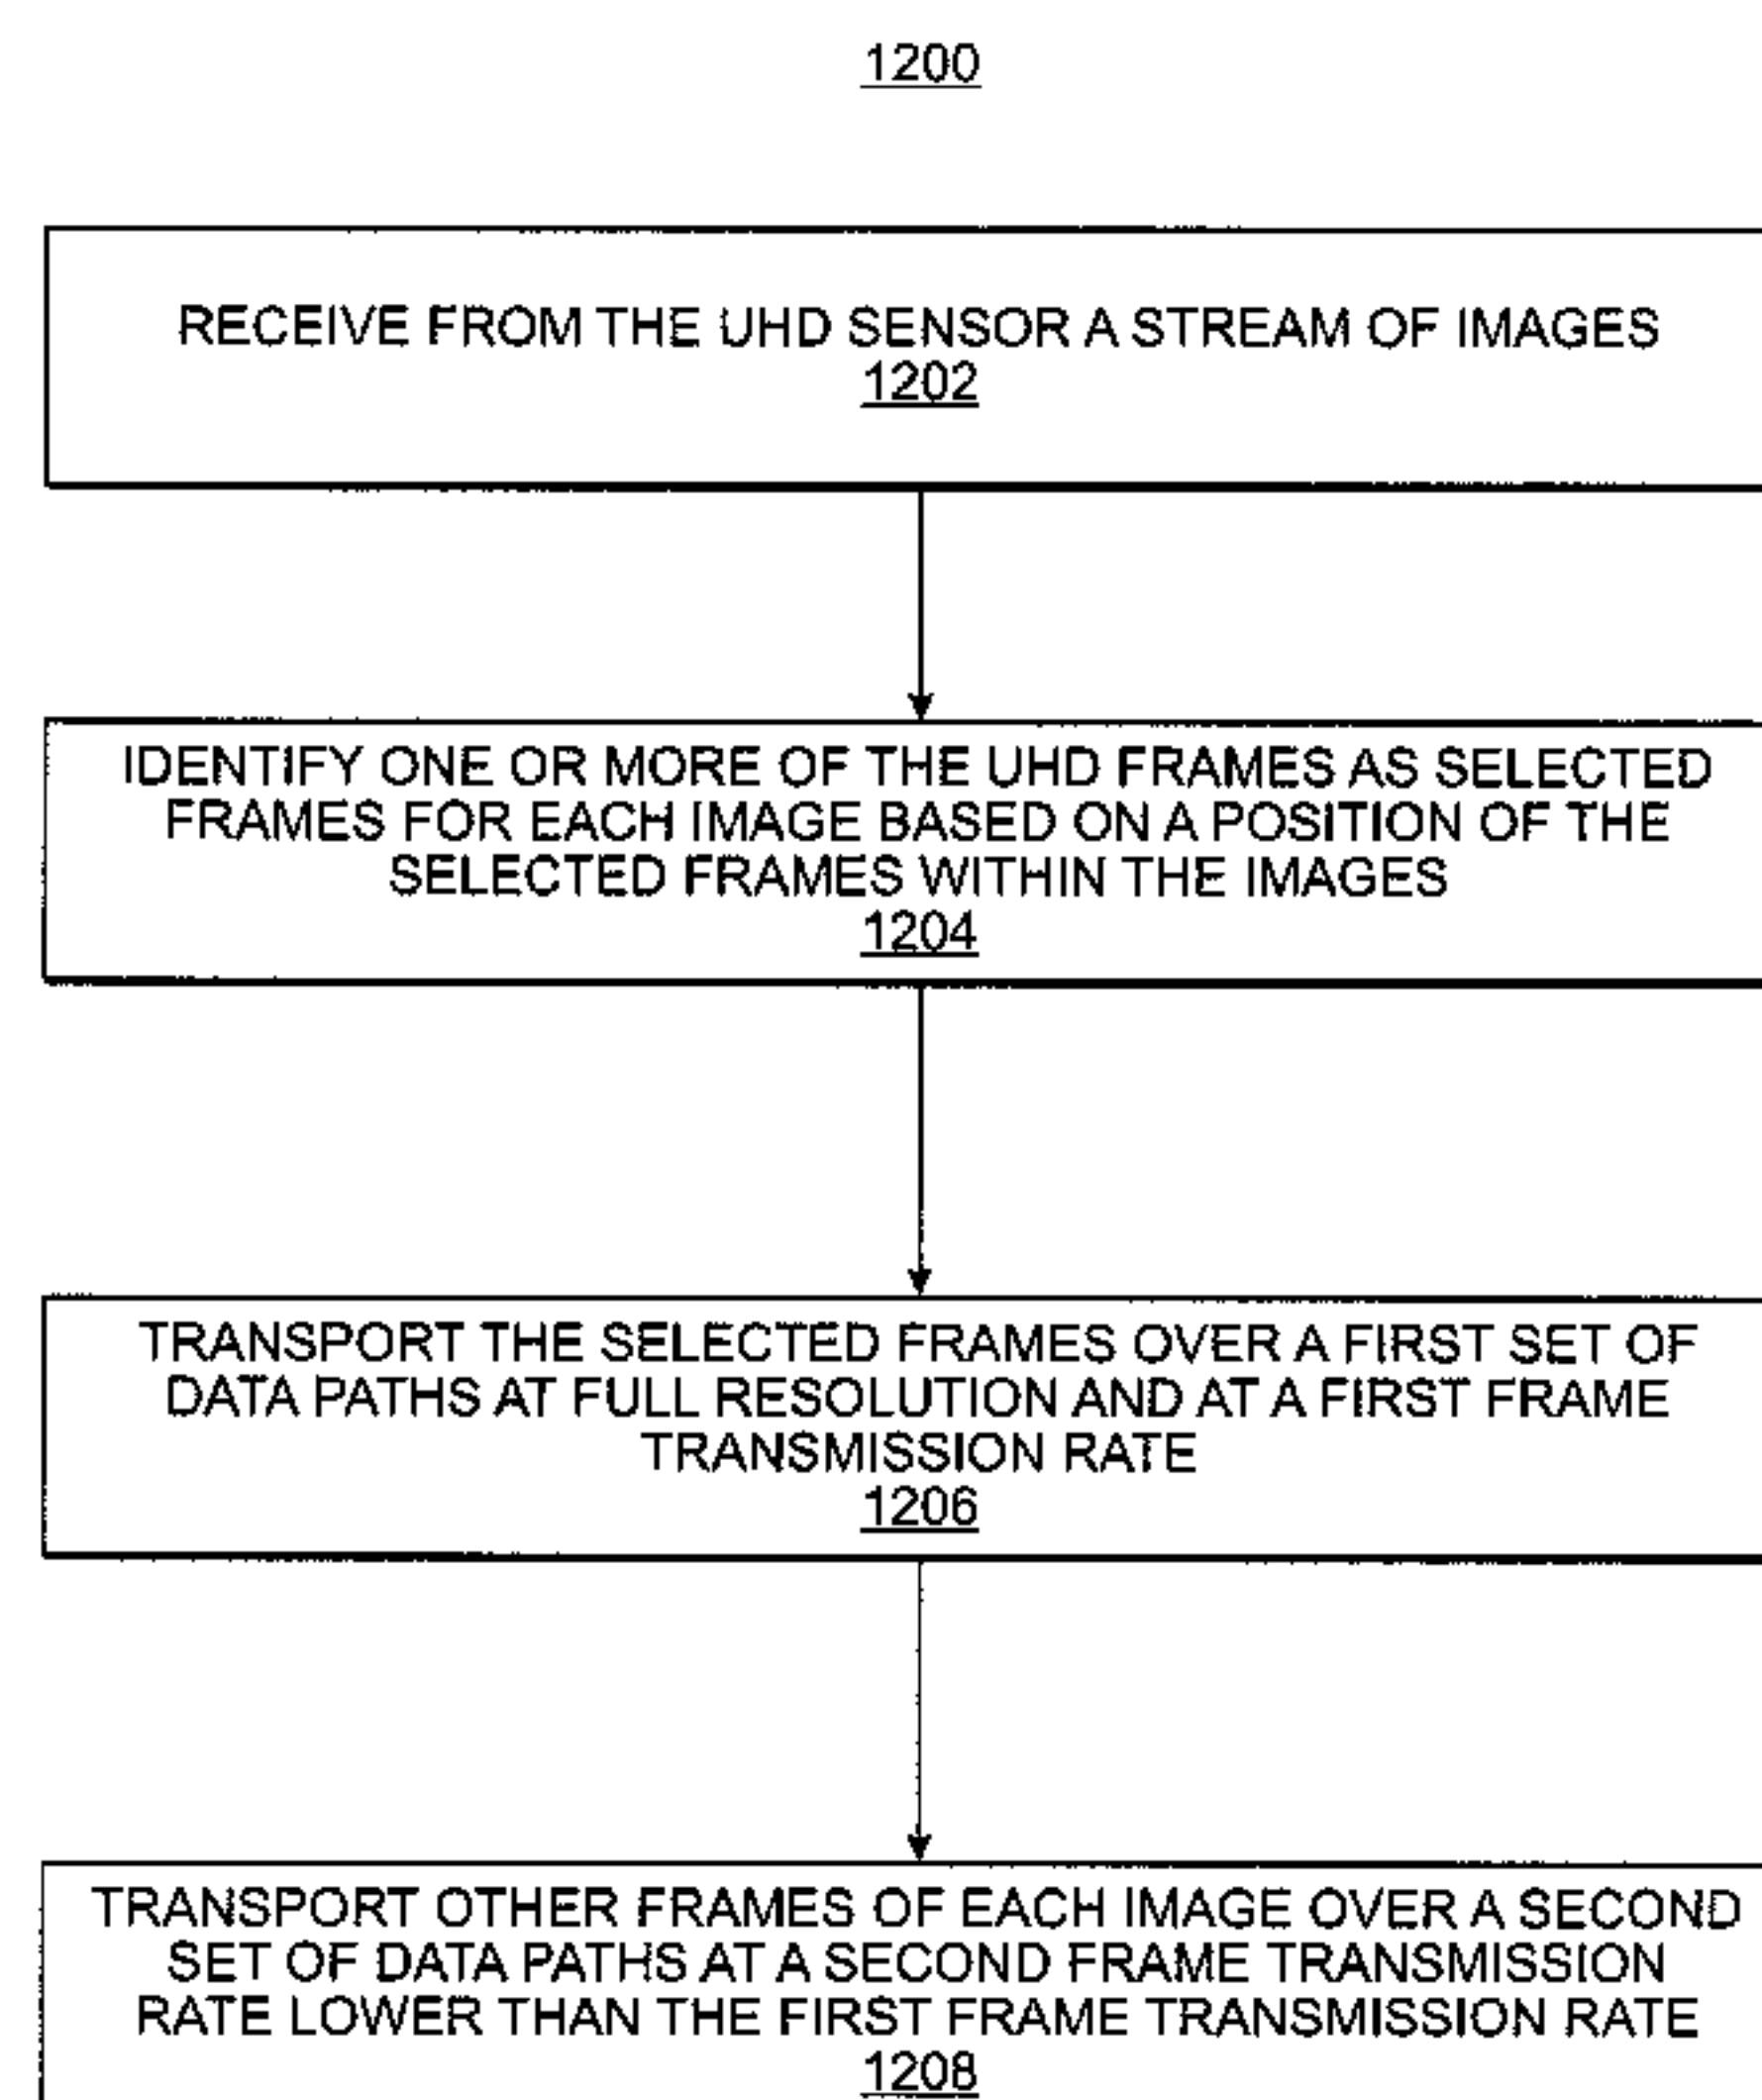 1200
RECEIVE FROM THE UHD SENSOR A STREAM OF IMAGES
1202
IDENTIFY ONE OR MORE OF THE UHD FRAMES AS SELECTED
FRAMES FOR EACH IMAGE BASED ON A POSITION OF THE
SELECTED FRAMES WITHIN THE IMAGES
1204
TRANSPORT THE SELECTED FRAMES OVER A FIRST SET OF
DATA PATHS AT FULL RESOLUTION AND AT A FIRST FRAME
TRANSMISSION RATE
1206
TRANSPORT OTHER FRAMES OF EACH IMAGE OVER A SECOND
SET OF DATA PATHS AT A SECOND FRAME TRANSMISSION
RATE LOWER THAN THE FIRST FRAME TRANSMISSION RATE
1208